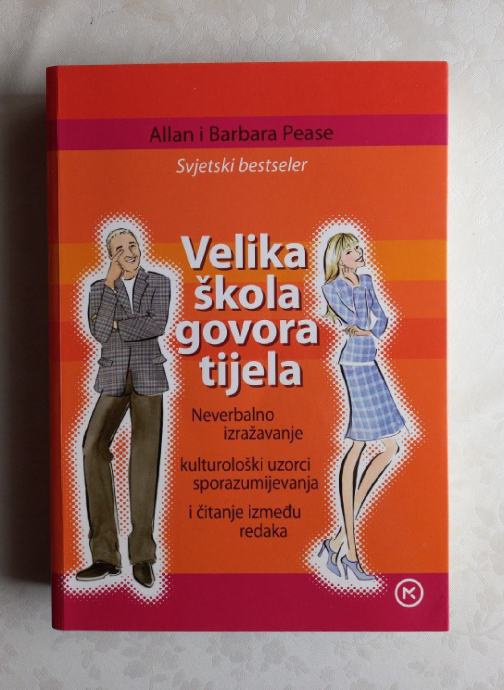 Allan i Barbara Pease
Svjetski bestseler
Velika
škola
govora
tijela
Neverbalno
izražavanje
kulturološki uzorci
sporazumijevanja
i čitanje između
redaka